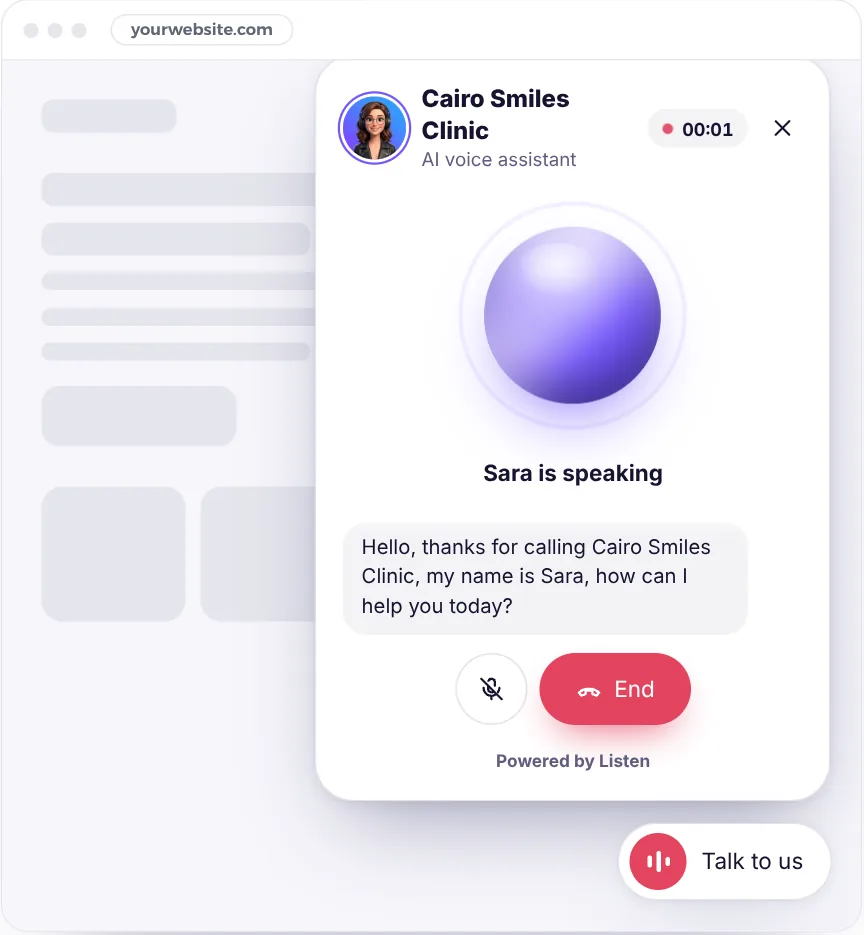 yourwebsite.com
Cairo Smiles
Clinic
AI voice assistant
00:01
Sara is speaking
Hello, thanks for calling Cairo Smiles
Clinic, my name is Sara, how can I
help you today?
End
Powered by Listen
Talk to us